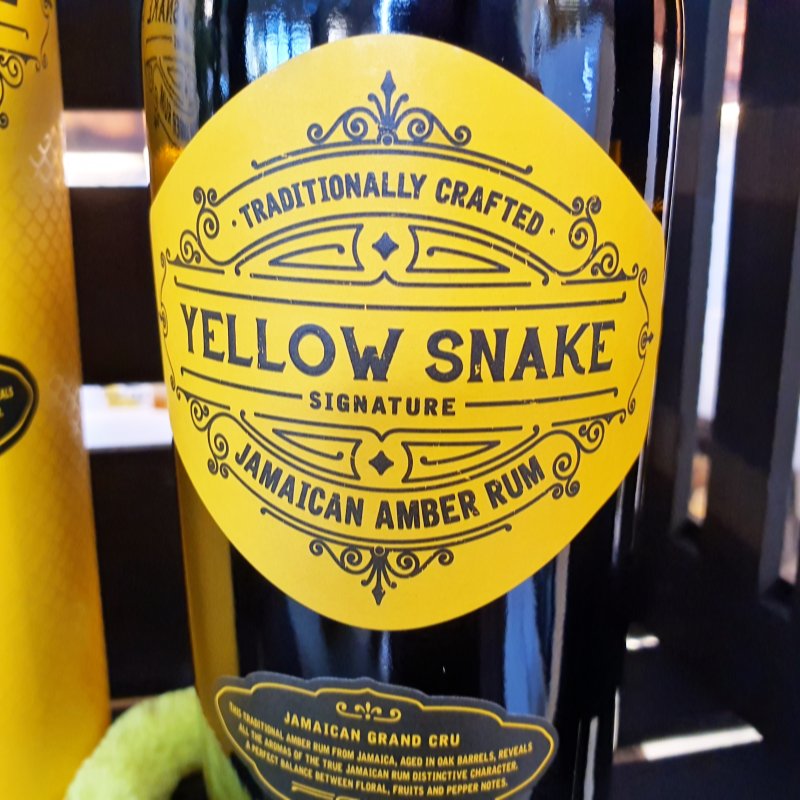 TRADITIONALLY CRAFTED
YELLOW SNAKE
SIGNATURE
JAMAICAN AMBER RUM
JAMAICAN GRAND CRU
THIS TRADITIONAL AMBER RUM FROM JAMAICA, AGED IN OAK BARRELS, REVEALS
ALL THE AROMAS OF THE TRUE JAMAICAN RUM DISTINCTIVE CHARACTER.
A PERFECT BALANCE BETWEEN FLORAL, FRUITS AND PEPPER NOTES.